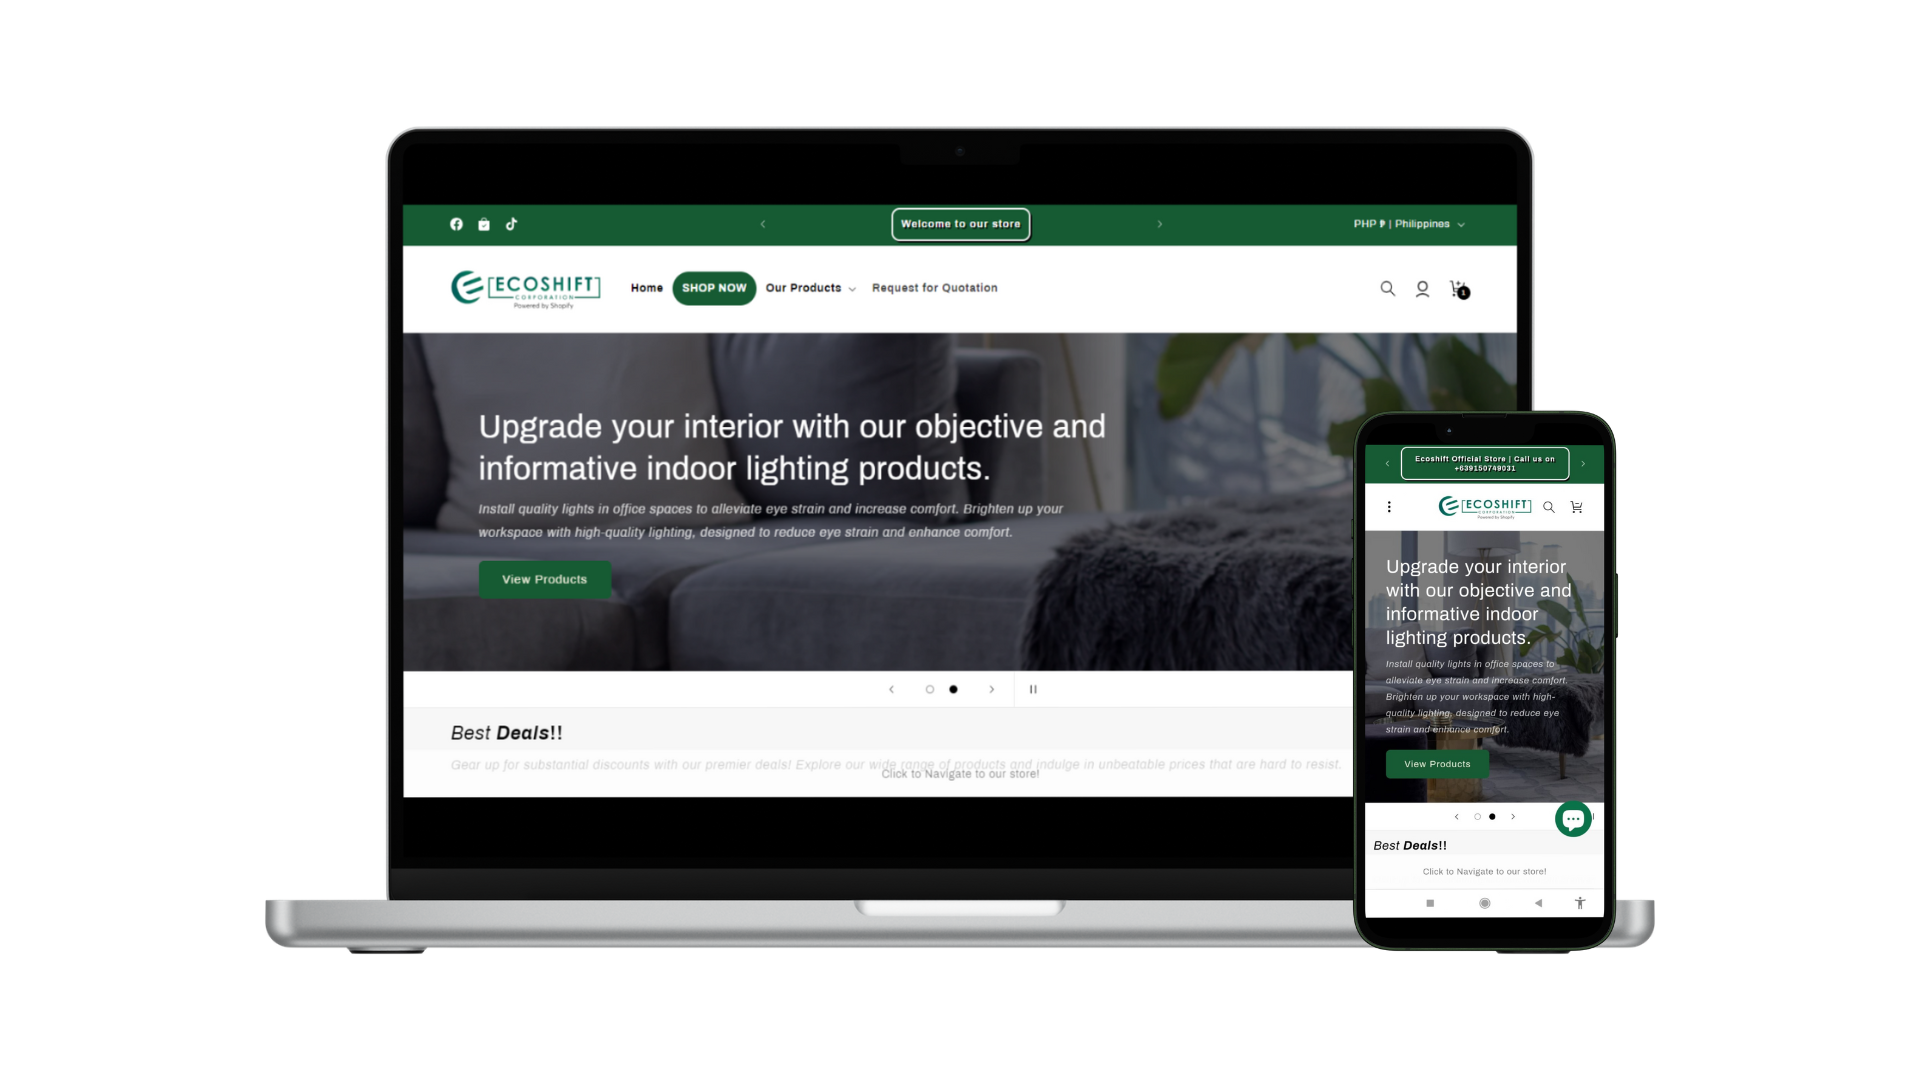 Welcome to our store
PHP ₱ | Philippines
[ECOSHIFT]
CORPORATION
Powered by Shopify
Home
SHOP NOW
Our Products
Request for Quotation
1
Upgrade your interior with our objective and
informative indoor lighting products.
Install quality lights in office spaces to alleviate eye strain and increase comfort. Brighten up your
workspace with high-quality lighting, designed to reduce eye strain and enhance comfort.
View Products
Best Deals!!
Gear up for substantial discounts with our premier deals! Explore our wide range of products and indulge in unbeatable prices that are hard to resist.
Click to Navigate to our store!
Ecoshift Official Store | Call us on
+639150749031
[ECOSHIFT]
CORPORATION
Powered by Shopify
Upgrade your interior
with our objective and
informative indoor
lighting products.
Install quality lights in office spaces to
alleviate eye strain and increase comfort.
Brighten up your workspace with high-
quality lighting, designed to reduce eye
strain and enhance comfort.
View Products
Best Deals!!
Click to Navigate to our store!